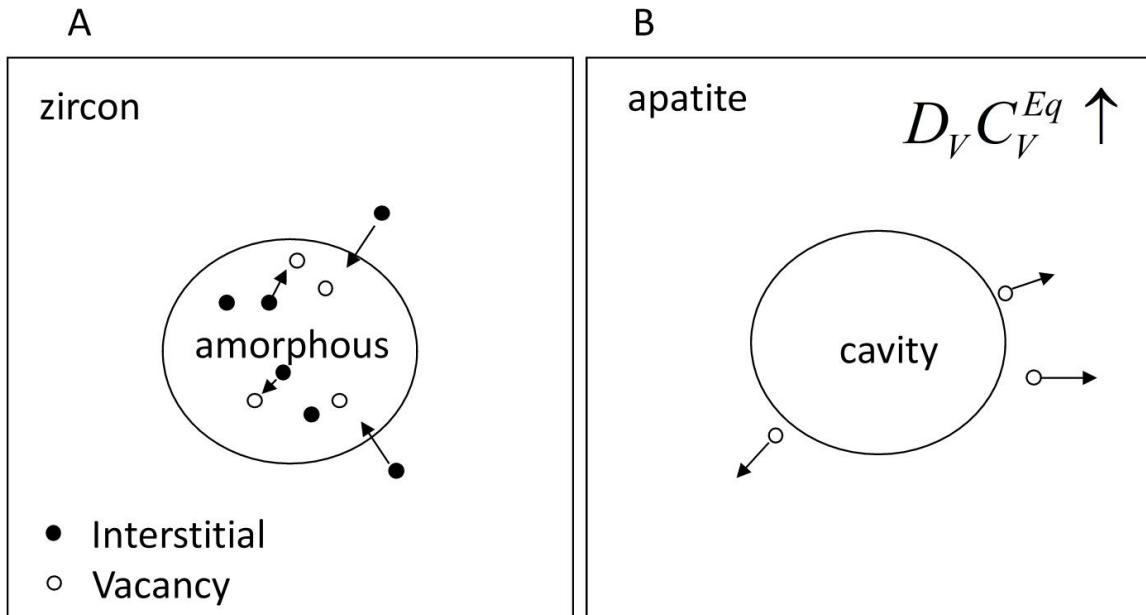 A
B
zircon
apatite
D_V C_V^{Eq} ↑
amorphous
cavity
Interstitial
Vacancy